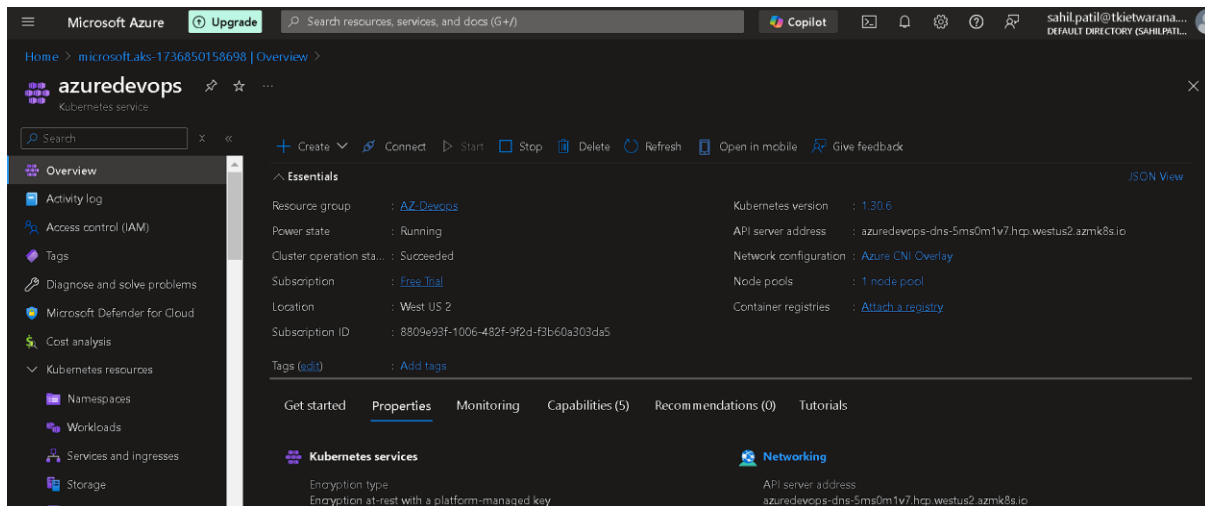 Microsoft Azure
Upgrade
Search resources, services, and docs (G+/)
Copilot
sahil.patil@tkietwarana....
DEFAULT DIRECTORY (SAHILPATI...
Home > microsoft.aks-1736850158698 | Overview >
azuredevops
...
Kubernetes service
Search
Create
Connect
Start
Stop
Delete
Refresh
Open in mobile
Give feedback
Overview
Activity log
Access control (IAM)
Tags
Diagnose and solve problems
Microsoft Defender for Cloud
Cost analysis
Kubernetes resources
Namespaces
Workloads
Services and ingresses
Storage
Essentials
JSON View
Resource group : AZ-Devops
Power state : Running
Cluster operation sta... : Succeeded
Subscription : Free Trial
Location : West US 2
Subscription ID : 8809e93f-1006-482f-9f2d-f3b60a303da5
Tags (edit) : Add tags
Kubernetes version : 1.30.6
API server address : azuredevops-dns-5ms0m1v7.hcp.westus2.azmk8s.io
Network configuration : Azure CNI Overlay
Node pools : 1 node pool
Container registries : Attach a registry
Get started
Properties
Monitoring
Capabilities (5)
Recommendations (0)
Tutorials
Kubernetes services
Encryption type
Encryption at-rest with a platform-managed key
Networking
API server address
azuredevops-dns-5ms0m1v7.hcp.westus2.azmk8s.io